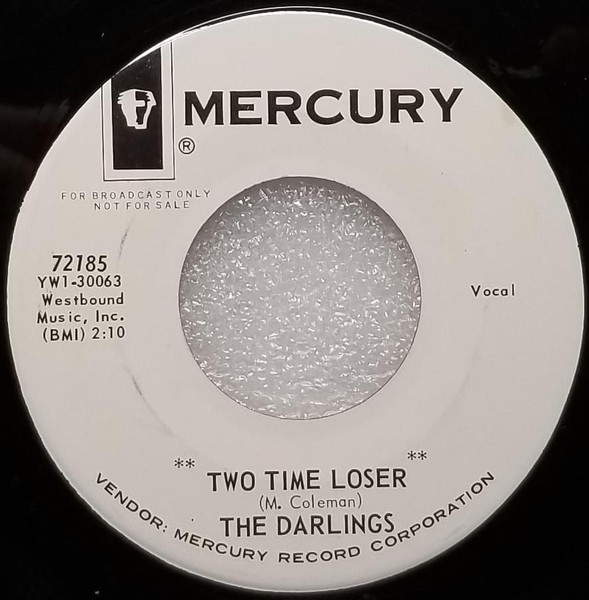 MERCURY
®
FOR BROADCAST ONLY
NOT FOR SALE
72185
YW1-30063
Westbound
Music, Inc.
(BMI) 2:10
Vocal
** **
TWO TIME LOSER
(M. Coleman)
THE DARLINGS
VENDOR: MERCURY RECORD CORPORATION